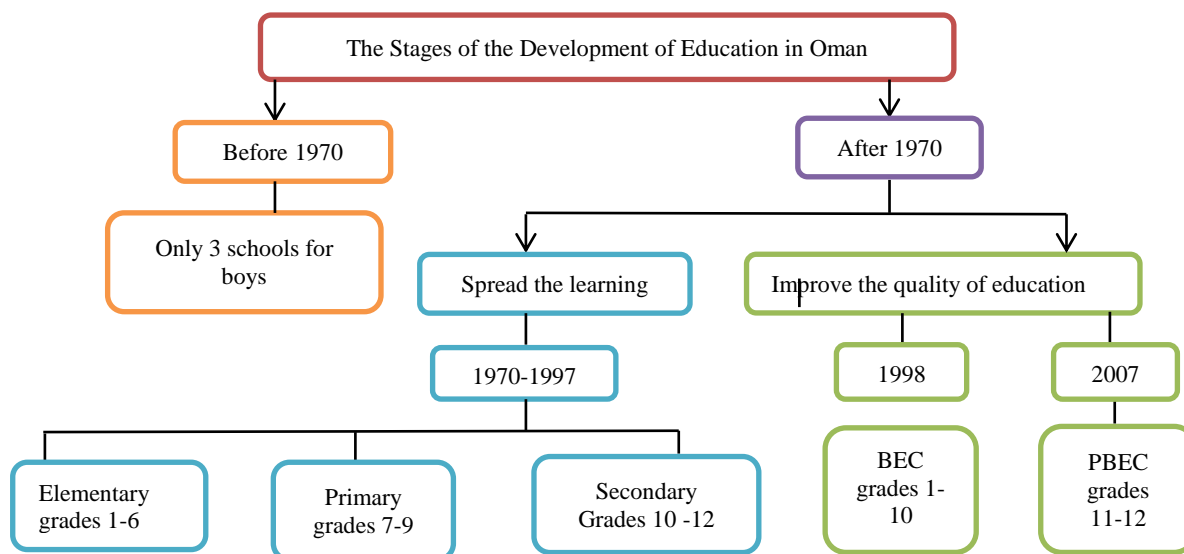 The Stages of the Development of Education in Oman
Before 1970
After 1970
Only 3 schools for
boys
Spread the learning
Improve the quality of education
1970-1997
1998
2007
Elementary
grades 1-6
Primary
grades 7-9
Secondary
Grades 10 -12
BEC
grades 1-
10
PBEC
grades
11-12